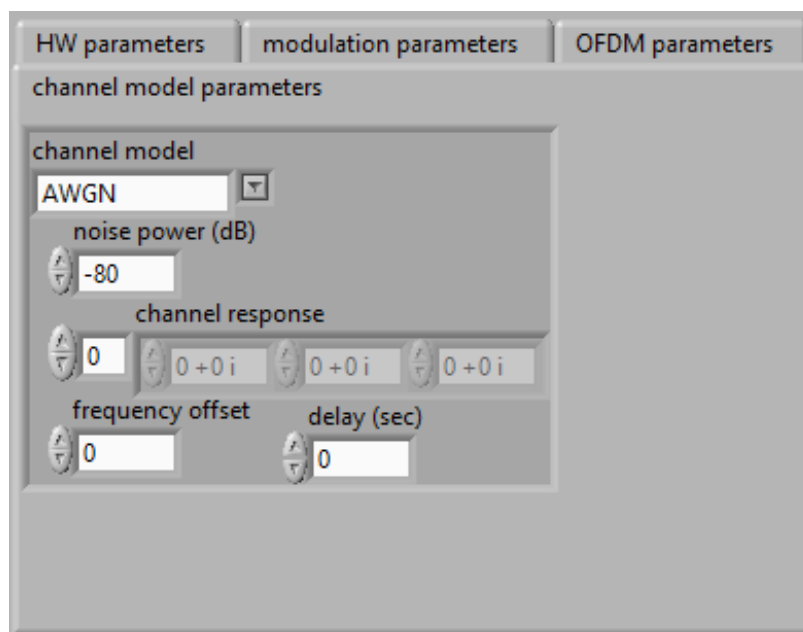 HW parameters modulation parameters OFDM parameters
channel model parameters
channel model
AWGN
noise power (dB)
-80
channel response
0 0 +0 i 0 +0 i 0 +0 i
frequency offset delay (sec)
0 0